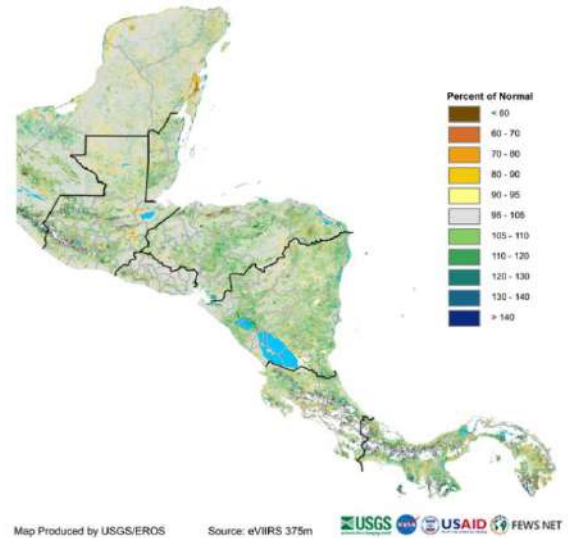 Percent of Normal
< 60
60 - 70
70 - 80
80 - 90
90 - 95
95 - 105
105 - 110
110 - 120
120 - 130
130 - 140
> 140
Map Produced by USGS/EROS Source: eVIIRS 375m USGS NASA USAID FEWS NET